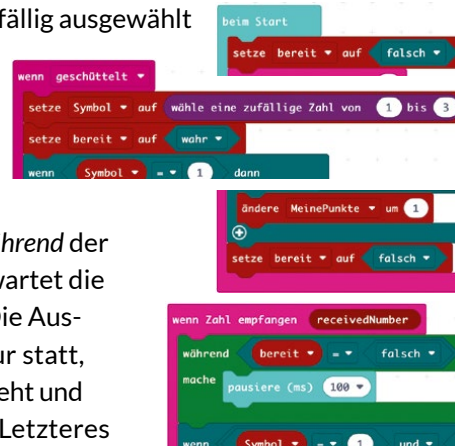 fällig ausgewählt
beim Start
setze bereit auf falsch
wenn geschüttelt
setze Symbol auf wähle eine zufällige Zahl von 1 bis 3
setze bereit auf wahr
wenn Symbol = 1 dann
ändere MeinePunkte um 1
setze bereit auf falsch
hrend der
wartet die
Die Aus-
ur statt,
eht und
Letzteres
wenn Zahl empfangen receivedNumber
während bereit = falsch
mache pausiere (ms) 100
wenn Symbol = 1 und